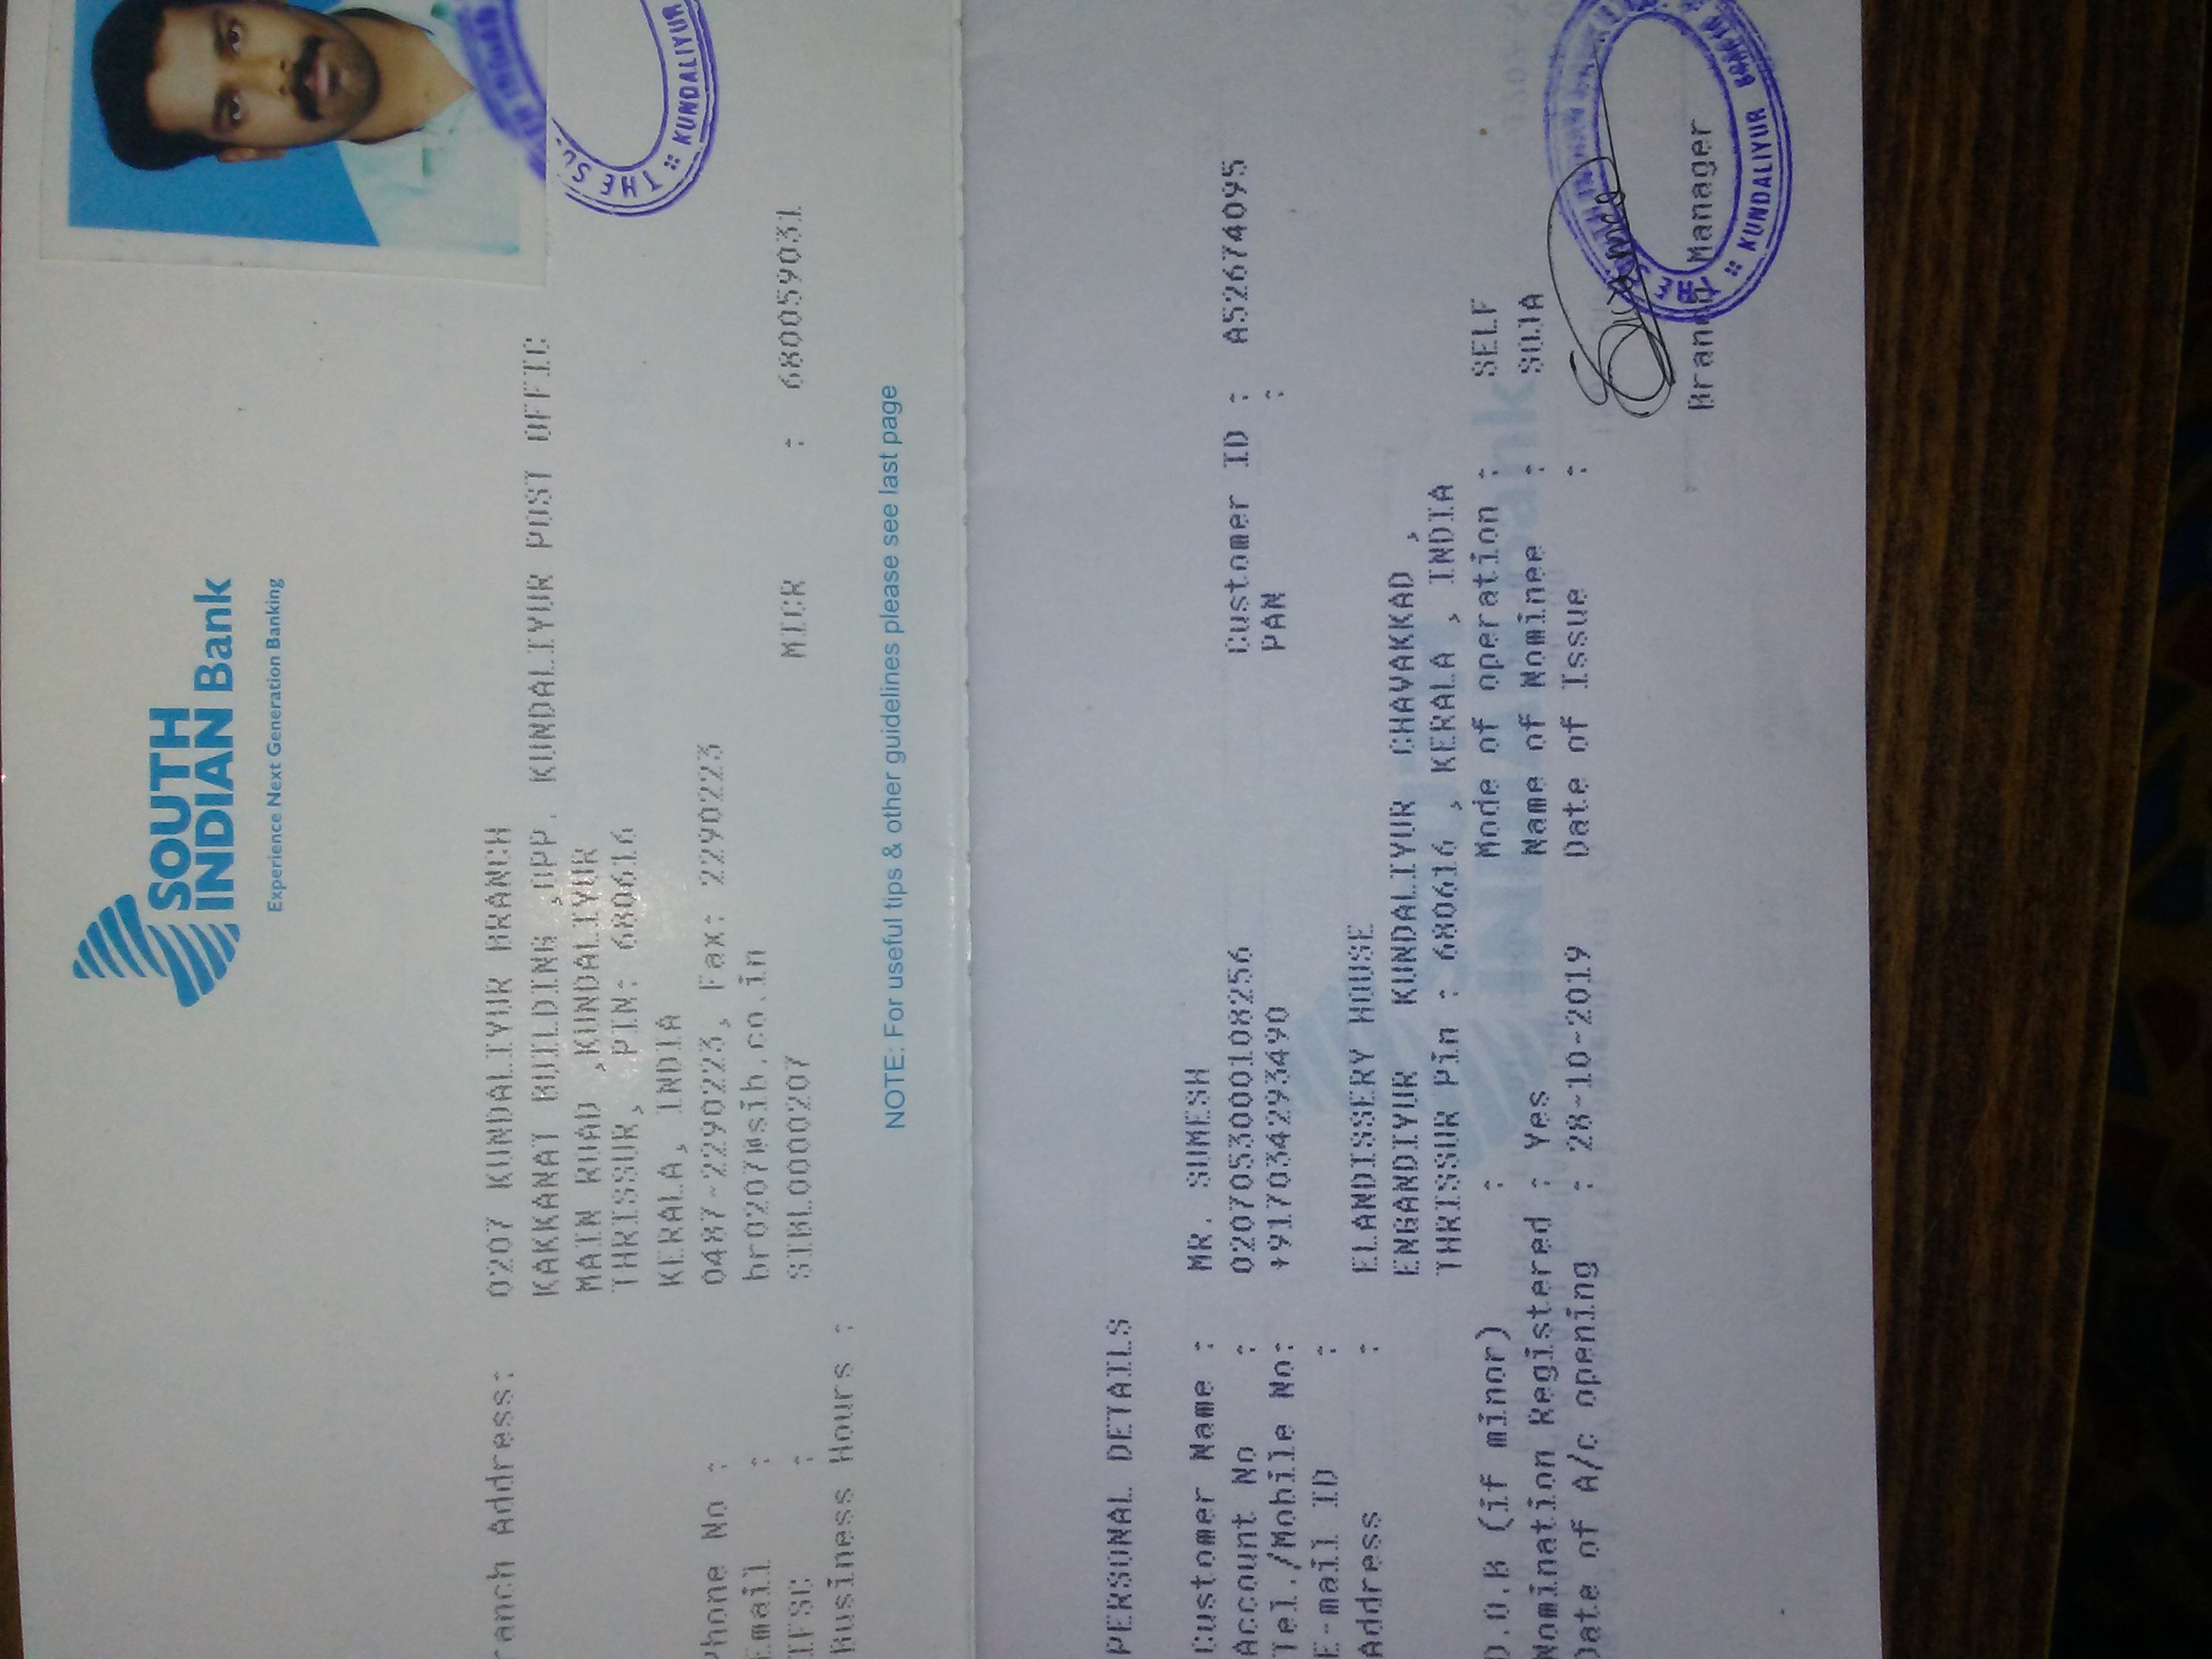 SOUTH
INDIAN Bank
Experience Next Generation Banking
ranch Address: 0207 KUNDALIYUR BRANCH
KAKKANAT BUILDING ,OPP. KUNDALIYUR POST OFFIC
MAIN ROAD ,KUNDALIYUR
THRISSUR, PIN: 680616
KERALA, INDIA
Phone No : 0487-2290223, Fax: 2290223
Email : br0207@sib.co.in
IFSC : SIBL0000207 MICR : 680059031
Business Hours :
THE SOUTH INDIAN
KUNDALIYUR
NOTE: For useful tips & other guidelines please see last page
PERSONAL DETAILS
Customer Name : MR. SUMESH
Account No : 0207053000108256 Customer ID : A52674095
Tel./Mobile No: +917034293490 PAN :
E-mail ID :
Address : ELANDISSERY HOUSE
ENGANDIYUR KUNDALIYUR CHAVAKKAD ,
THRISSUR Pin : 680616 , KERALA , INDIA
D.O.B (if minor) : Mode of operation : SELF
Nomination Registered : Yes Name of Nominee : SOJA
Date of A/c opening : 28-10-2019 Date of Issue :
Branch Manager
THE SOUTH INDIAN BANK
KUNDALIYUR